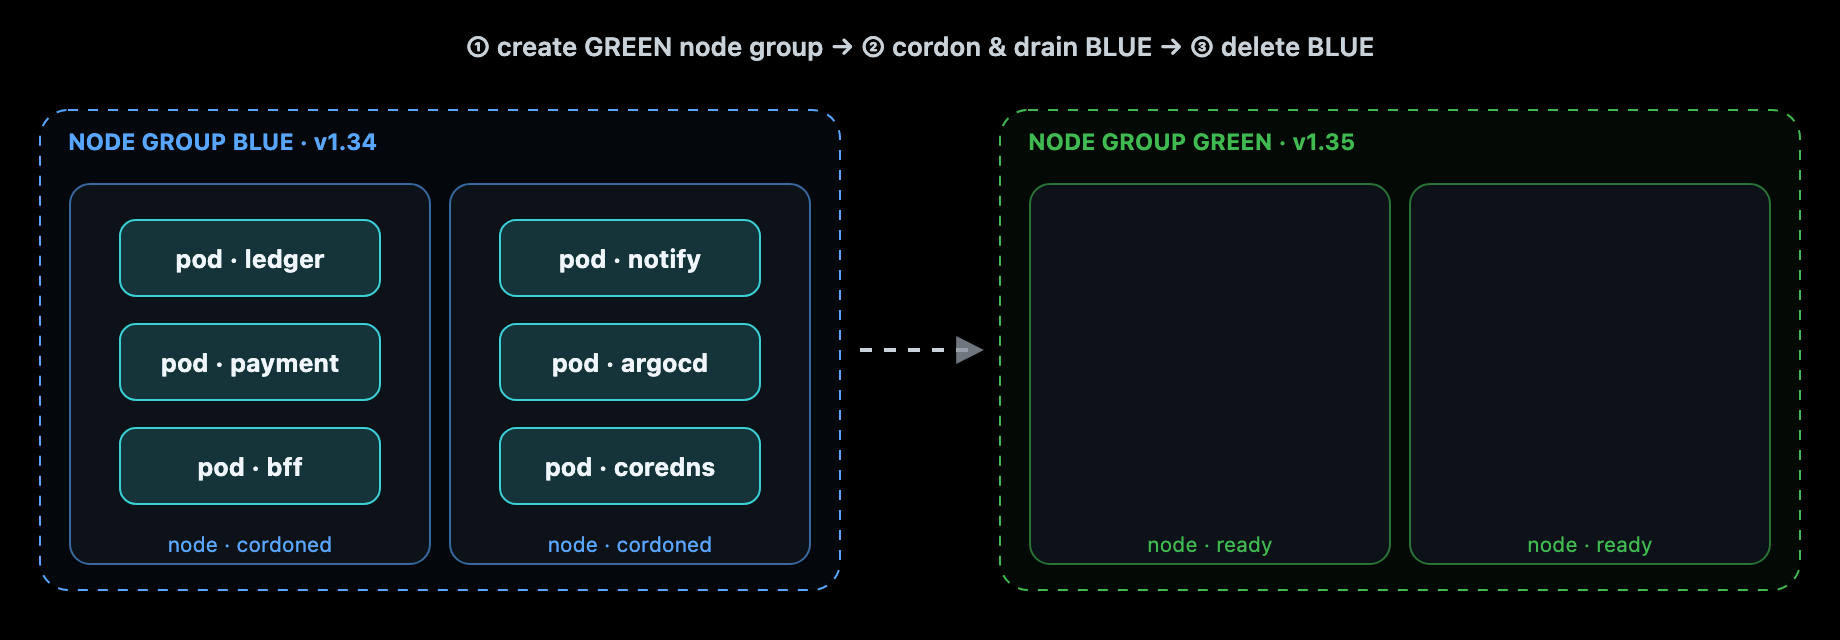 ① create GREEN node group → ② cordon & drain BLUE → ③ delete BLUE
NODE GROUP BLUE · v1.34
pod · ledger
pod · payment
pod · bff
node · cordoned
pod · notify
pod · argocd
pod · coredns
node · cordoned
NODE GROUP GREEN · v1.35
node · ready
node · ready